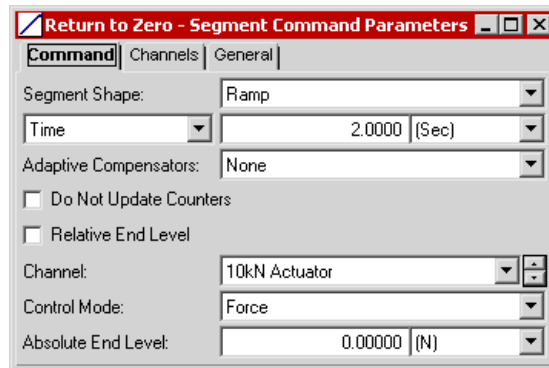 Return to Zero - Segment Command Parameters
Command Channels General
Segment Shape: Ramp
Time 2.0000 (Sec)
Adaptive Compensators: None
Do Not Update Counters
Relative End Level
Channel: 10kN Actuator
Control Mode: Force
Absolute End Level: 0.00000 (N)